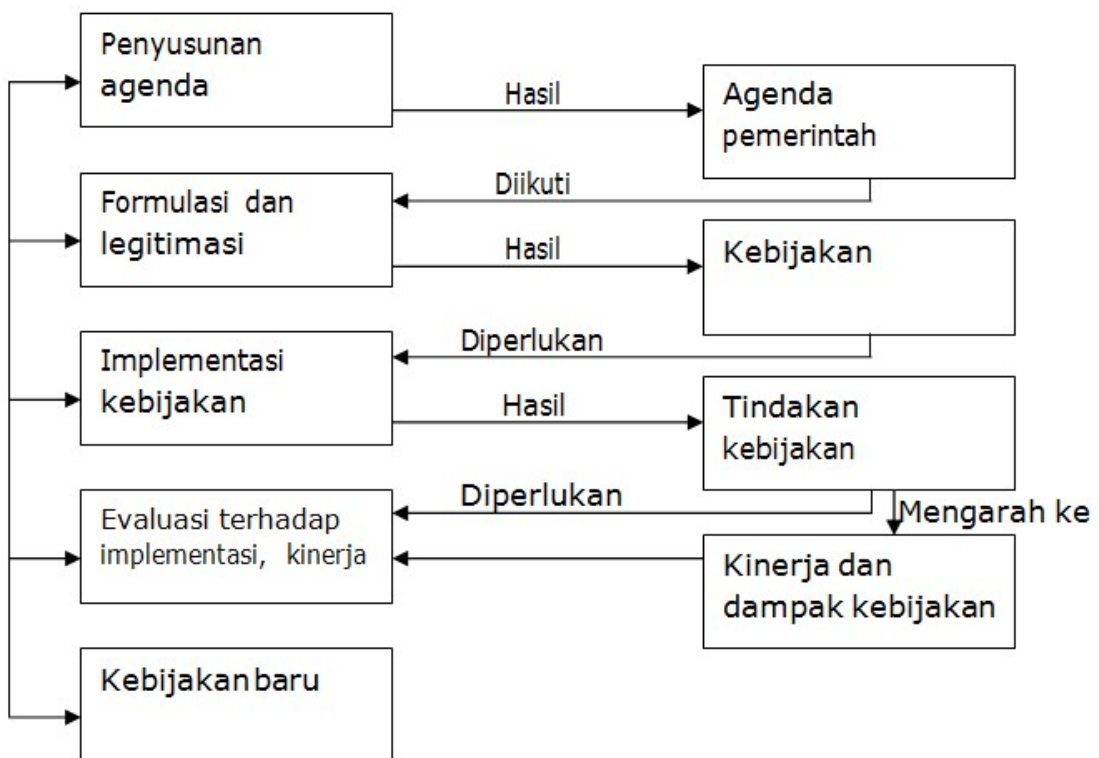 Penyusunan
agenda
Hasil
Agenda
pemerintah
Diikuti
Formulasi dan
legitimasi
Hasil
Kebijakan
Diperlukan
Implementasi
kebijakan
Hasil
Tindakan
kebijakan
Diperlukan
Mengarah ke
Evaluasi terhadap
implementasi, kinerja
Kinerja dan
dampak kebijakan
Kebijakan baru